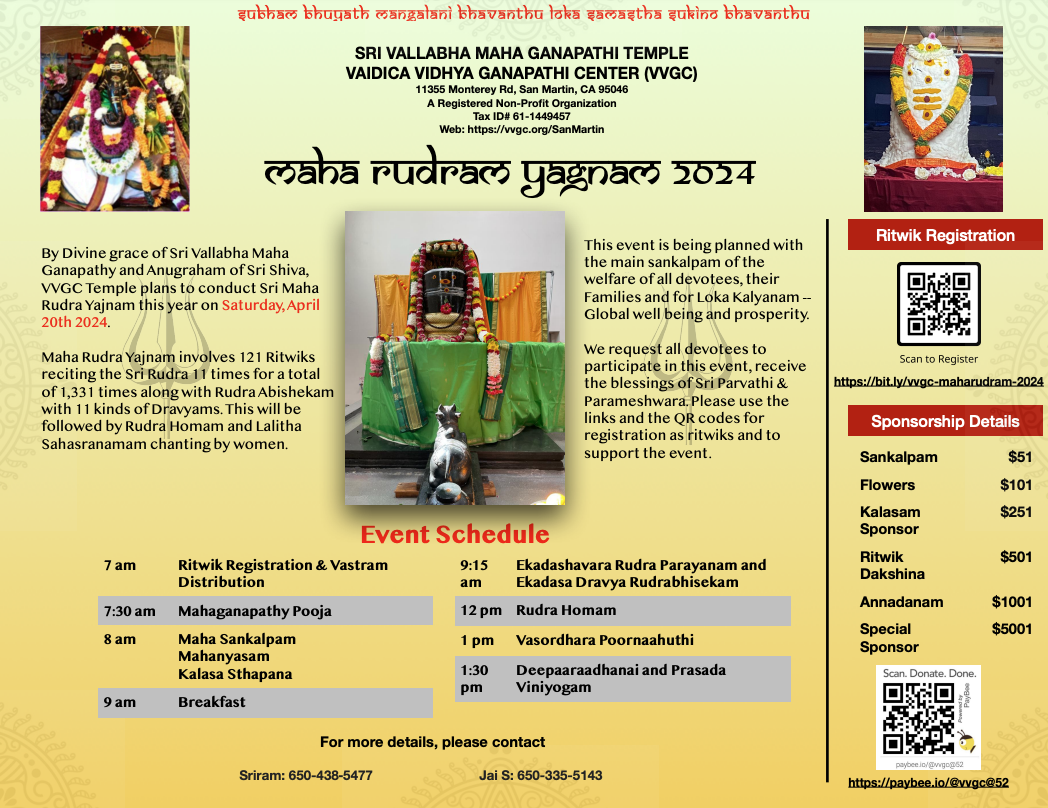 subham bhugath mangalani bhavanthu loka samastha sukino bhavanthu
SRI VALLABHA MAHA GANAPATHI TEMPLE
VAIDICA VIDHYA GANAPATHI CENTER (VVGC)
11355 Monterey Rd, San Martin, CA 95046
A Registered Non-Profit Organization
Tax ID# 61-1449457
Web: https://vvgc.org/SanMartin
maha rudram yagnam 2024
By Divine grace of Sri Vallabha Maha
Ganapathy and Anugraham of Sri Shiva,
VVGC Temple plans to conduct Sri Maha
Rudra Yajnam this year on Saturday, April
20th 2024.
Maha Rudra Yajnam involves 121 Ritwiks
reciting the Sri Rudra 11 times for a total
of 1,331 times along with Rudra Abishekam
with 11 kinds of Dravyams. This will be
followed by Rudra Homam and Lalitha
Sahasranamam chanting by women.
This event is being planned with
the main sankalpam of the
welfare of all devotees, their
Families and for Loka Kalyanam --
Global well being and prosperity.
We request all devotees to
participate in this event, receive
the blessings of Sri Parvathi &
Parameshwara. Please use the
links and the QR codes for
registration as ritwiks and to
support the event.
Event Schedule
7 am Ritwik Registration & Vastram
Distribution
7:30 am Mahaganapathy Pooja
8 am Maha Sankalpam
Mahanyasam
Kalasa Sthapana
9 am Breakfast
9:15 Ekadashavara Rudra Parayanam and
am Ekadasa Dravya Rudrabhisekam
12 pm Rudra Homam
1 pm Vasordhara Poornaahuthi
1:30 Deepaaraadhanai and Prasada
pm Viniyogam
For more details, please contact
Sriram: 650-438-5477 Jai S: 650-335-5143
Ritwik Registration
Scan to Register
https://bit.ly/vvgc-maharudram-2024
Sponsorship Details
Sankalpam $51
Flowers $101
Kalasam $251
Sponsor
Ritwik $501
Dakshina
Annadanam $1001
Special $5001
Sponsor
Scan. Donate. Done.
Powered by
PayBee
paybee.io/@vvgc@52
https://paybee.io/@vvgc@52